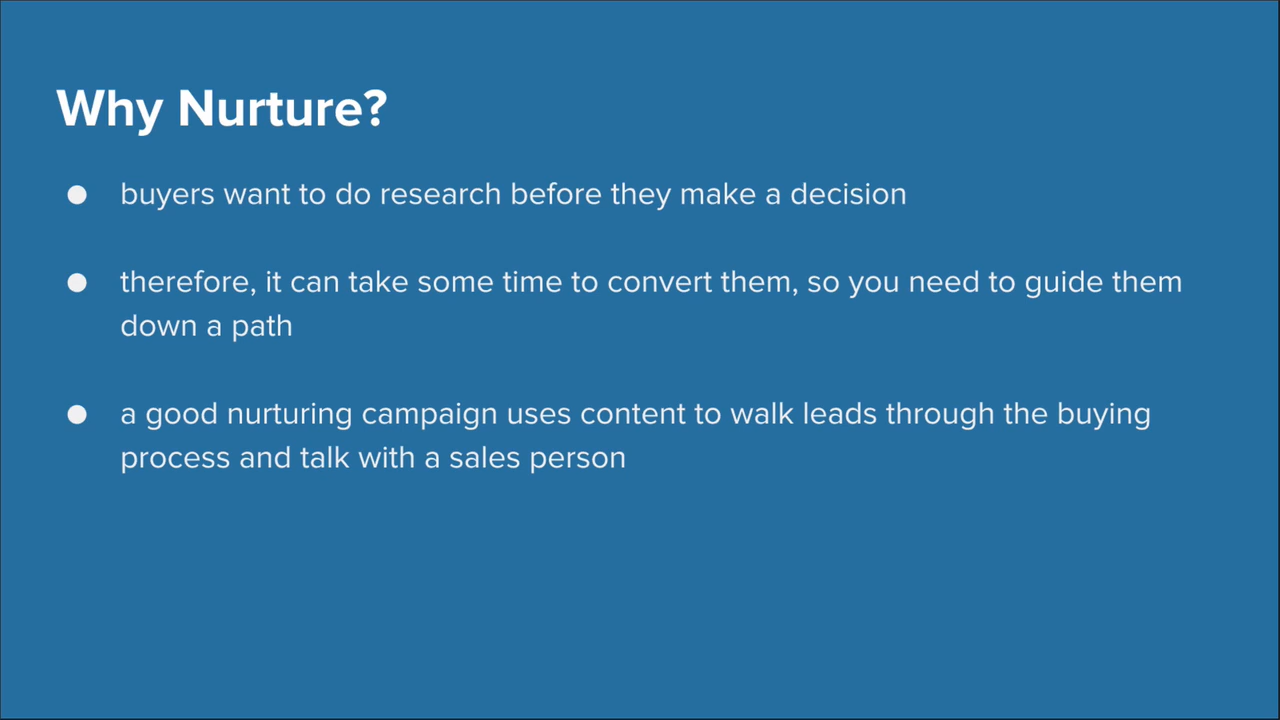 Why Nurture?
● buyers want to do research before they make a decision
● therefore, it can take some time to convert them, so you need to guide them
down a path
● a good nurturing campaign uses content to walk leads through the buying
process and talk with a sales person